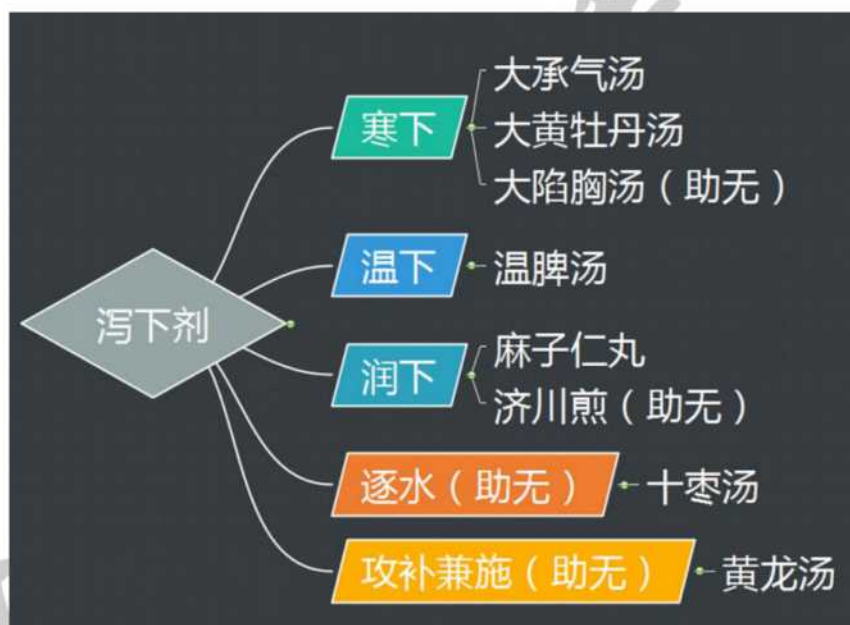 泻下剂
寒下
大承气汤
大黄牡丹汤
大陷胸汤（助无）
温下
温脾汤
润下
麻子仁丸
济川煎（助无）
逐水（助无）
十枣汤
攻补兼施（助无）
黄龙汤